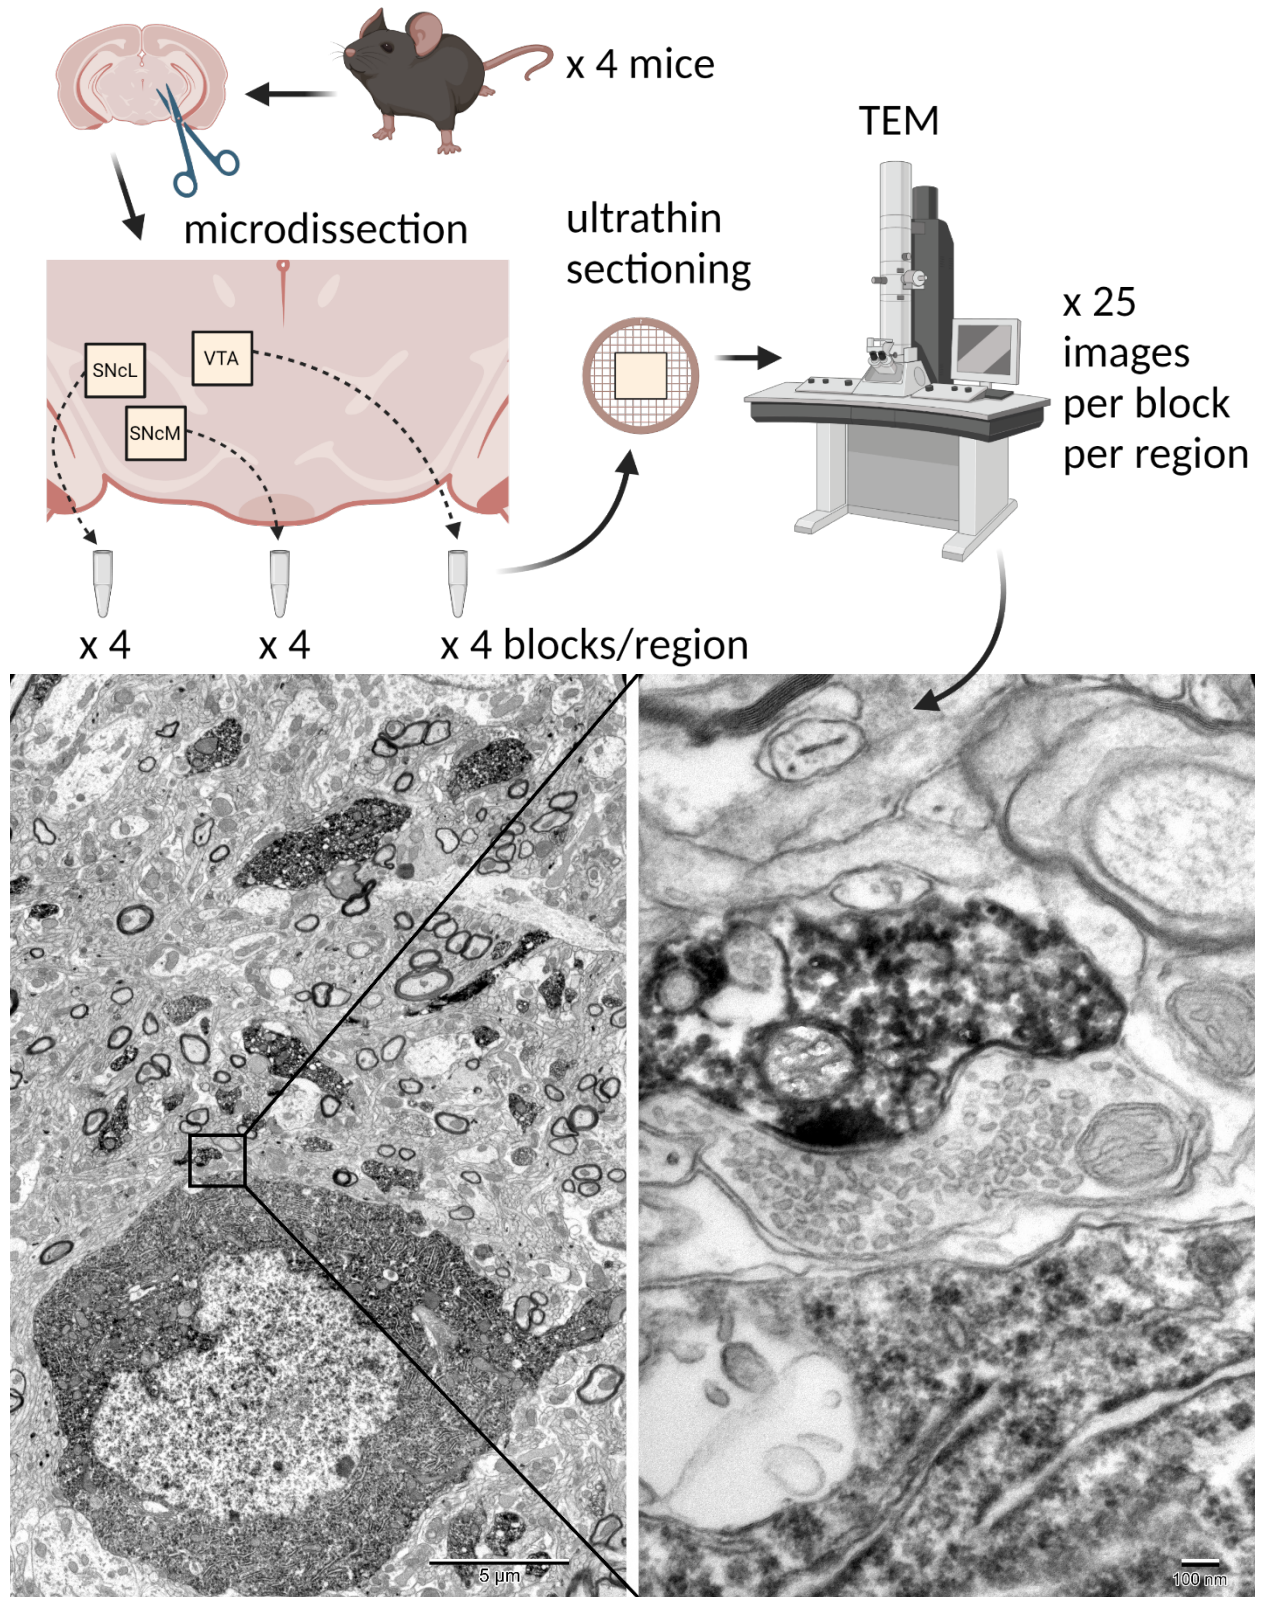 x 4 mice
TEM
microdissection
ultrathin
sectioning
x 25
images
per block
per region
SNcL
VTA
SNcM
x 4
x 4
x 4 blocks/region
5 µm
100 nm